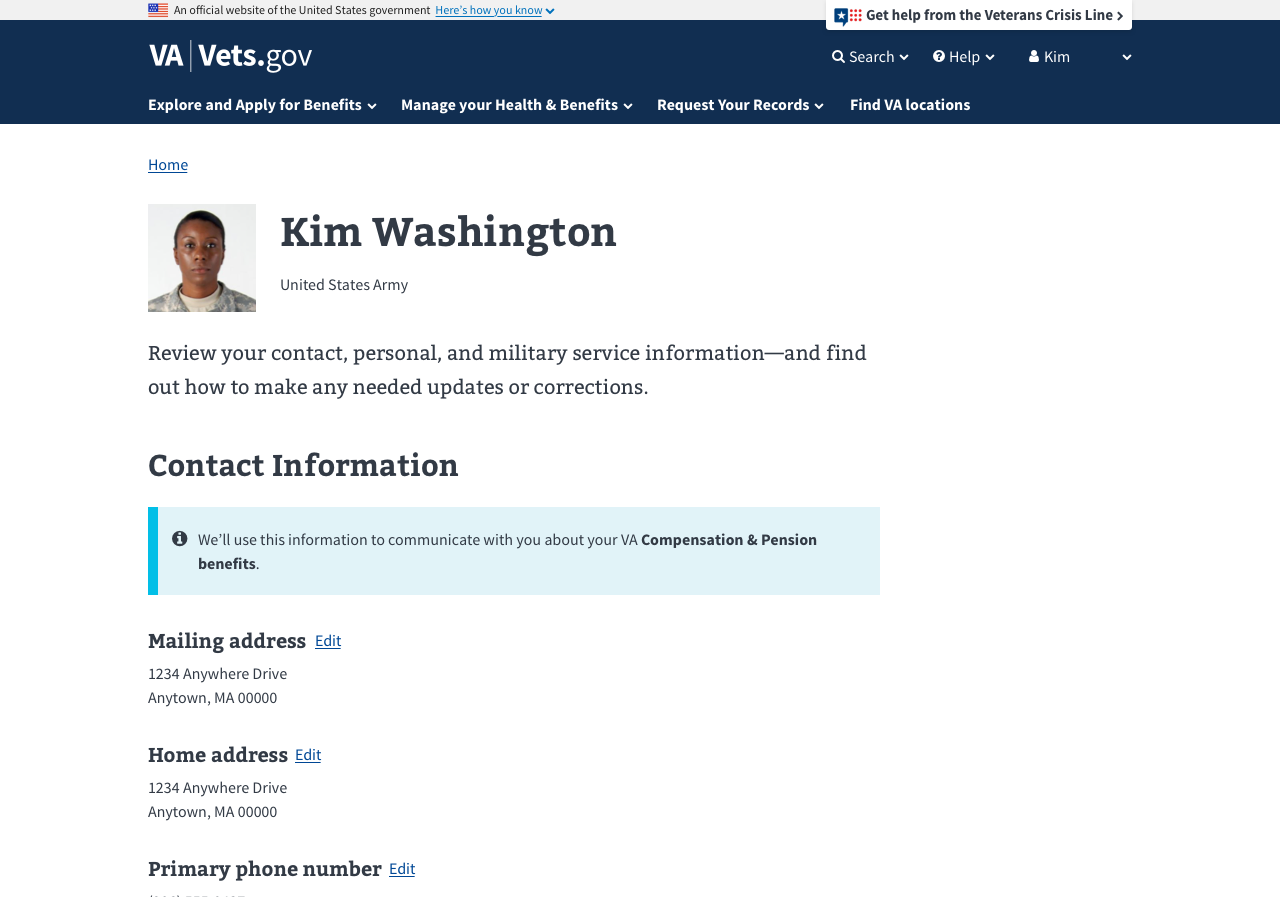 An official website of the United States government Here's how you know
Get help from the Veterans Crisis Line
VA Vets.gov
Search Help Kim
Explore and Apply for Benefits Manage your Health & Benefits Request Your Records Find VA locations
Home
Kim Washington
United States Army
Review your contact, personal, and military service information—and find
out how to make any needed updates or corrections.
Contact Information
We'll use this information to communicate with you about your VA Compensation & Pension
benefits.
Mailing address Edit
1234 Anywhere Drive
Anytown, MA 00000
Home address Edit
1234 Anywhere Drive
Anytown, MA 00000
Primary phone number Edit